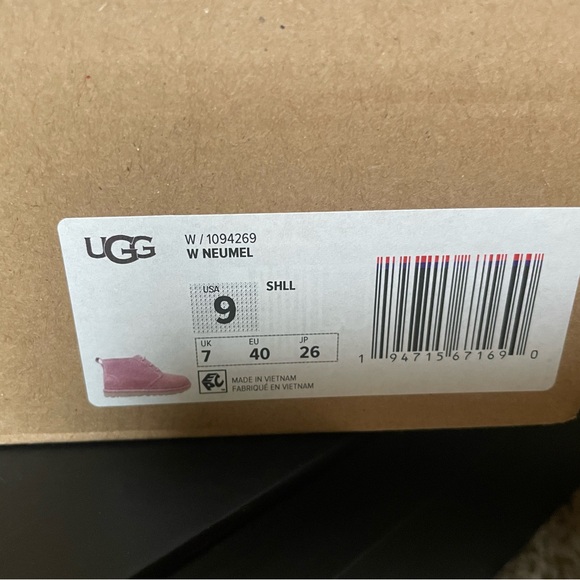 UGG
W / 1094269
W NEUMEL
USA
9
SHLL
UK EU JP
7 40 26
MADE IN VIETNAM
FABRIQUÉ EN VIETNAM
1 94715 67169 0